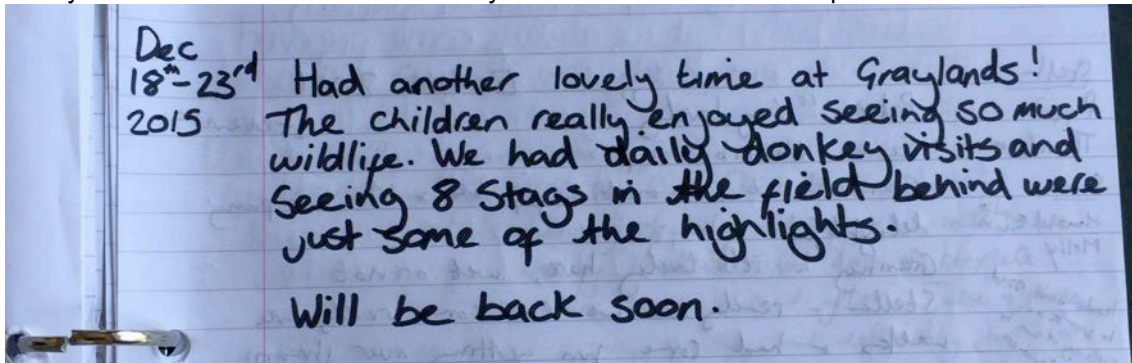 Dec
18th-23rd Had another lovely time at Graylands!
2015 The children really enjoyed seeing so much
wildlife. We had daily donkey visits and
Seeing 8 Stags in the field behind were
just some of the highlights.
Will be back soon.